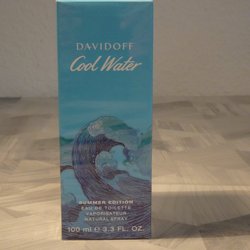 DAVIDOFF
Cool Water
SUMMER EDITION
EAU DE TOILETTE
VAPORISATEUR
NATURAL SPRAY
100 ml e 3.3 FL. OZ.